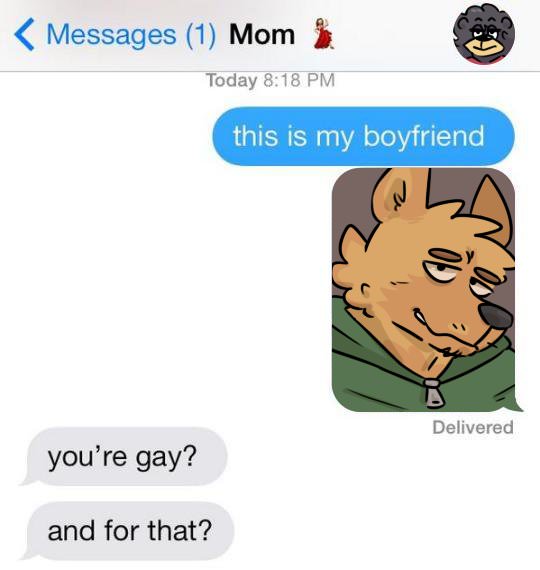 Messages (1) Mom 💃
Today 8:18 PM
this is my boyfriend
Delivered
you’re gay?
and for that?